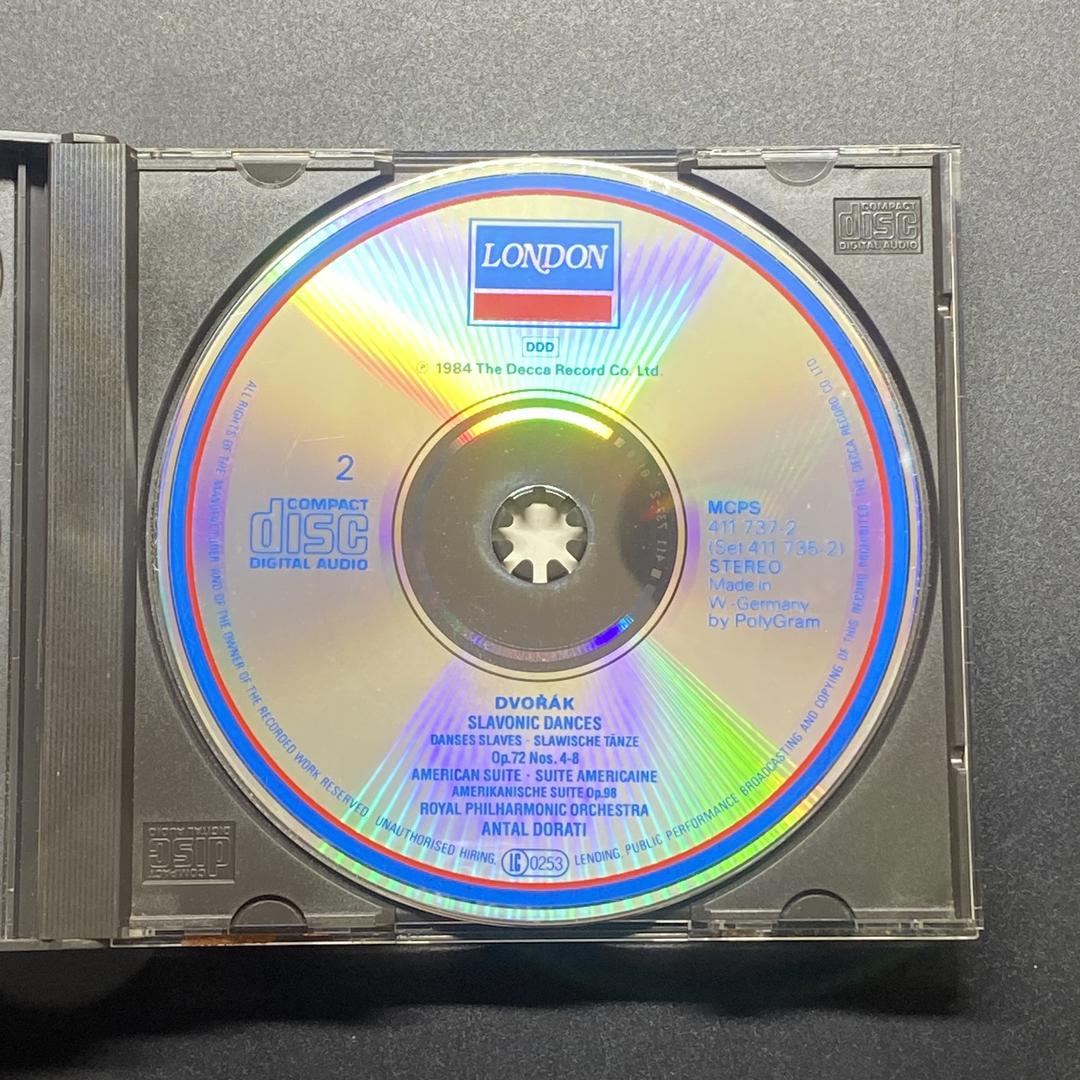 LONDON
DDD
℗ 1984 The Decca Record Co. Ltd.
2
COMPACT
disc
DIGITAL AUDIO
MCPS
411 737-2
(Set 411 735-2)
STEREO
Made in
W.-Germany
by PolyGram
DVOŘÁK
SLAVONIC DANCES
DANSES SLAVES · SLAWISCHE TÄNZE
Op.72 Nos. 4-8
AMERICAN SUITE · SUITE AMERICAINE
AMERIKANISCHE SUITE Op.98
ROYAL PHILHARMONIC ORCHESTRA
ANTAL DORATI
ALL RIGHTS OF THE MANUFACTURER AND OF THE OWNER OF THE RECORDED WORK RESERVED. UNAUTHORISED HIRING, LC 0253 LENDING, PUBLIC PERFORMANCE BROADCASTING AND COPYING OF THIS RECORD PROHIBITED THE DECCA RECORD CO LTD
COMPACT
disc
DIGITAL AUDIO
COMPACT
disc
DIGITAL AUDIO